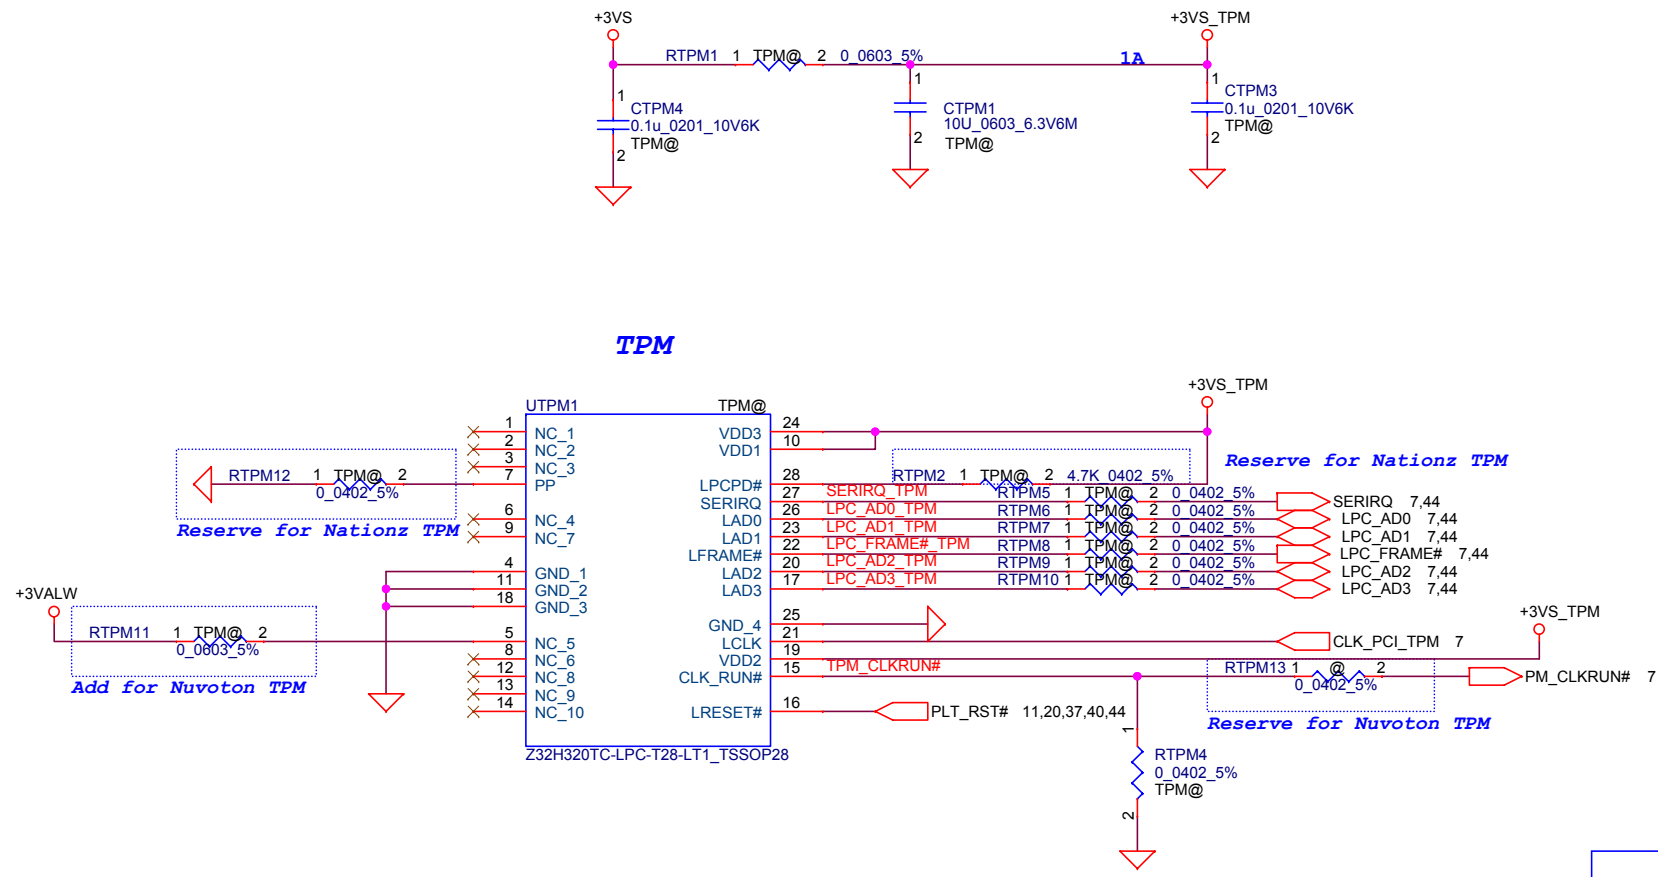 +3VS
+3VS_TPM
RTPM1 1 TPM@ 2 0_0603_5%
1A
1
CTPM4
0.1u_0201_10V6K
TPM@
2
1
CTPM1
10U_0603_6.3V6M
TPM@
2
1
CTPM3
0.1u_0201_10V6K
TPM@
2
TPM
+3VS_TPM
UTPM1 TPM@
1 NC_1
2 NC_2
3 NC_3
7 PP
6 NC_4
9 NC_7
4 GND_1
11 GND_2
18 GND_3
5 NC_5
8 NC_6
12 NC_8
13 NC_9
14 NC_10
VDD3 24
VDD1 10
LPCPD# 28
SERIRQ 27
LAD0 26
LAD1 23
LFRAME# 22
LAD2 20
LAD3 17
GND_4 25
LCLK 21
VDD2 19
CLK_RUN# 15
LRESET# 16
Z32H320TC-LPC-T28-LT1_TSSOP28
RTPM12 1 TPM@ 2
0_0402_5%
Reserve for Nationz TPM
+3VALW
RTPM11 1 TPM@ 2
0_0603_5%
Add for Nuvoton TPM
RTPM2 1 TPM@ 2 4.7K_0402_5%
Reserve for Nationz TPM
SERIRQ_TPM RTPM5 1 TPM@ 2 0_0402_5% SERIRQ 7,44
LPC_AD0_TPM RTPM6 1 TPM@ 2 0_0402_5% LPC_AD0 7,44
LPC_AD1_TPM RTPM7 1 TPM@ 2 0_0402_5% LPC_AD1 7,44
LPC_FRAME#_TPM RTPM8 1 TPM@ 2 0_0402_5% LPC_FRAME# 7,44
LPC_AD2_TPM RTPM9 1 TPM@ 2 0_0402_5% LPC_AD2 7,44
LPC_AD3_TPM RTPM10 1 TPM@ 2 0_0402_5% LPC_AD3 7,44
+3VS_TPM
CLK_PCI_TPM 7
TPM_CLKRUN# RTPM13 1 @ 2 PM_CLKRUN# 7
0_0402_5%
Reserve for Nuvoton TPM
PLT_RST# 11,20,37,40,44
1
RTPM4
0_0402_5%
TPM@
2